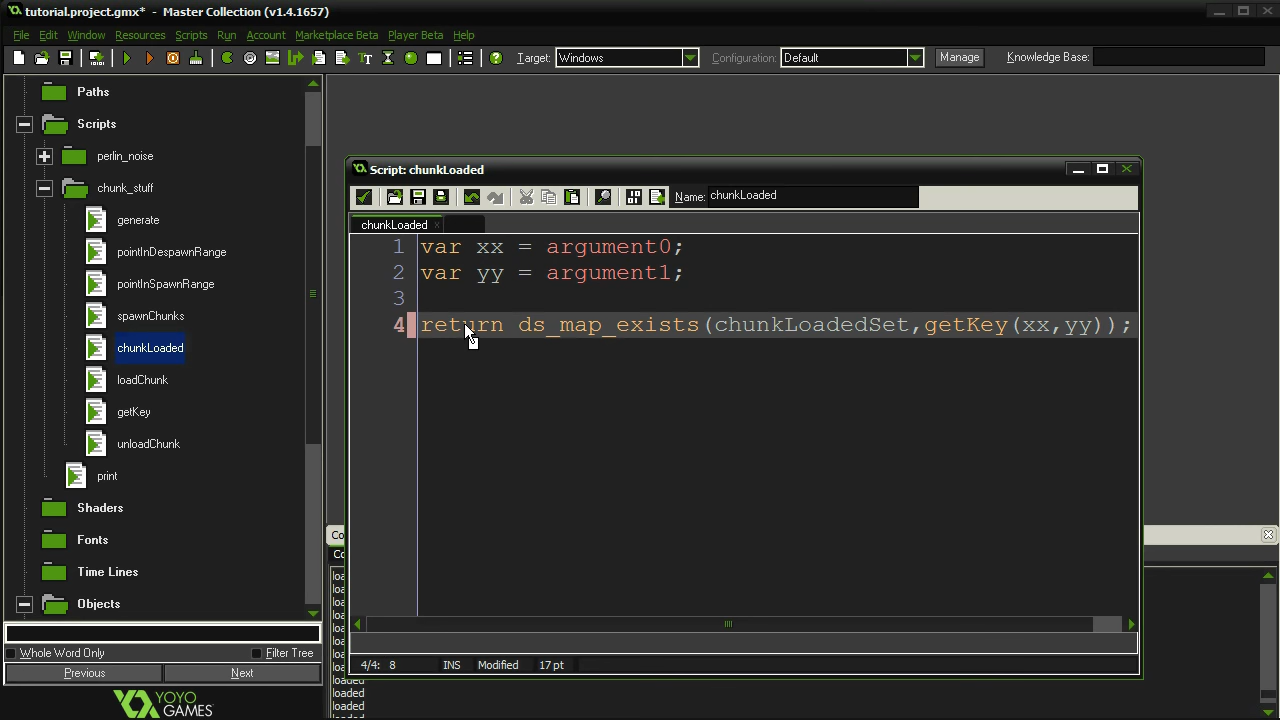 tutorial.project.gmx* - Master Collection (v1.4.1657)
File Edit Window Resources Scripts Run Account Marketplace Beta Player Beta Help
Target: Windows Configuration: Default Manage Knowledge Base:
Paths
Scripts
perlin_noise
chunk_stuff
generate
pointInDespawnRange
pointInSpawnRange
spawnChunks
chunkLoaded
loadChunk
getKey
unloadChunk
print
Shaders
Fonts
Time Lines
Objects
Whole Word Only Filter Tree
Previous Next
YOYO
GAMES
Script: chunkLoaded
Name: chunkLoaded
chunkLoaded
1 var xx = argument0;
2 var yy = argument1;
3
4 return ds_map_exists(chunkLoadedSet,getKey(xx,yy));
4/4: 8 INS Modified 17 pt
loaded
loaded
loaded